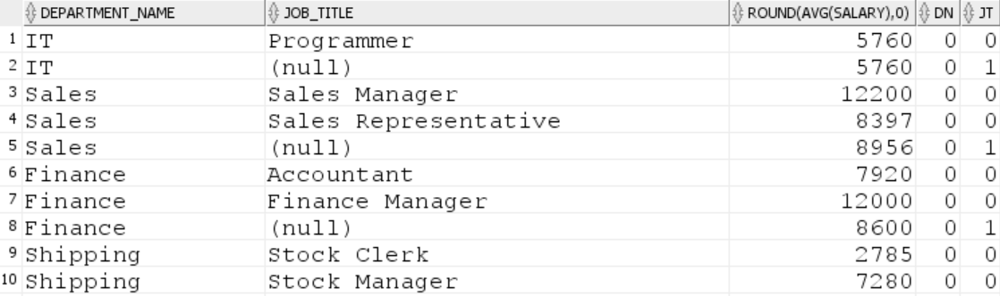 DEPARTMENT_NAME JOB_TITLE ROUND(AVG(SALARY),0) DN JT
1 IT Programmer 5760 0 0
2 IT (null) 5760 0 1
3 Sales Sales Manager 12200 0 0
4 Sales Sales Representative 8397 0 0
5 Sales (null) 8956 0 1
6 Finance Accountant 7920 0 0
7 Finance Finance Manager 12000 0 0
8 Finance (null) 8600 0 1
9 Shipping Stock Clerk 2785 0 0
10 Shipping Stock Manager 7280 0 0